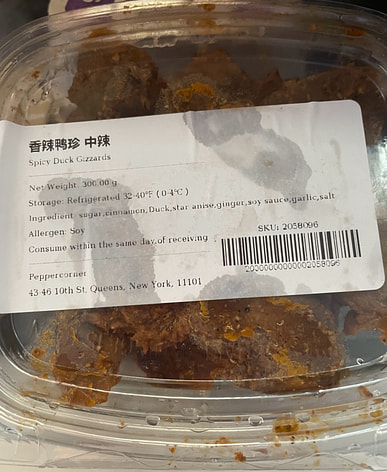 香辣鸭珍 中辣
Spicy Duck Gizzards
Net Weight: 300.00 g
Storage: Refrigerated 32-40°F ( 0-4°C )
Ingredient: sugar,cinnamon,Duck,star anise,ginger,soy sauce,garlic,salt
Allergen: Soy
SKU: 2058096
Consume within the same day,of receiving .
20300000000002058096
Peppercorner
43-46 10th St, Queens, New York, 11101